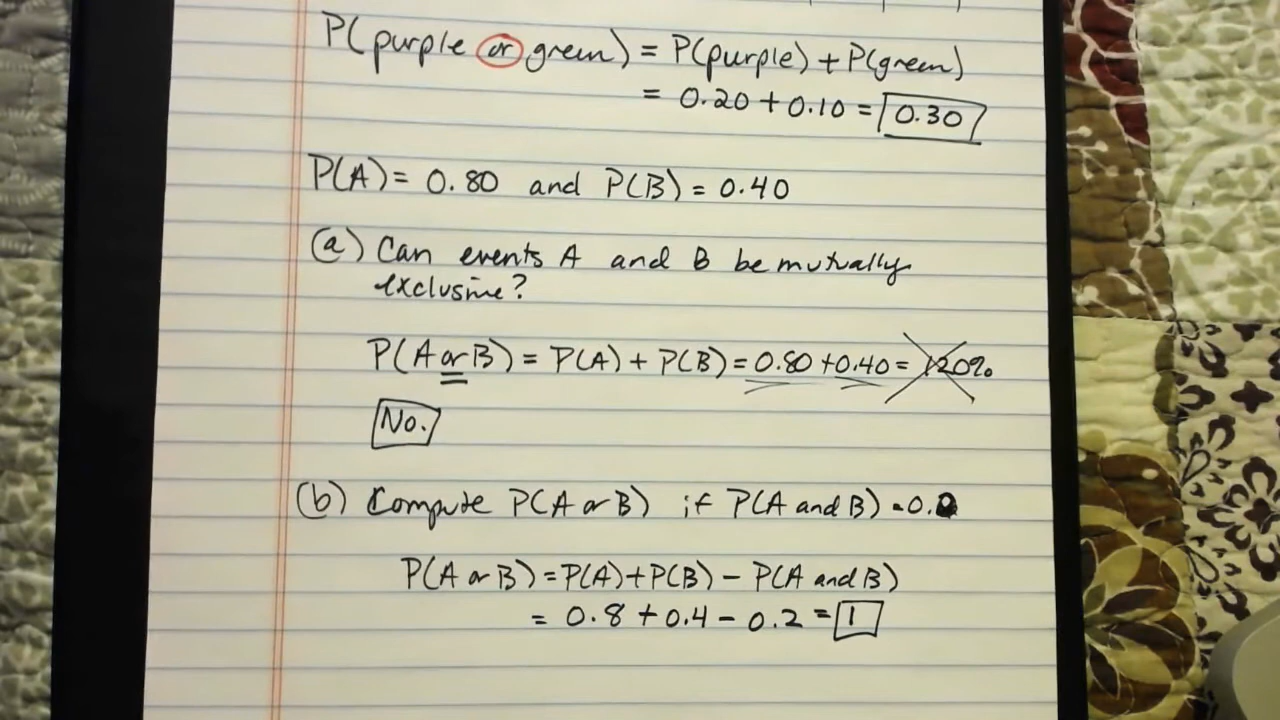 P(purple or green) = P(purple) + P(green)
= 0.20 + 0.10 = 0.30
P(A) = 0.80 and P(B) = 0.40
(a) Can events A and B be mutually
exclusive?
P(A or B) = P(A) + P(B) = 0.80 + 0.40 = 120%
No.
(b) Compute P(A or B) if P(A and B) = 0.
P(A or B) = P(A) + P(B) - P(A and B)
= 0.8 + 0.4 - 0.2 = 1